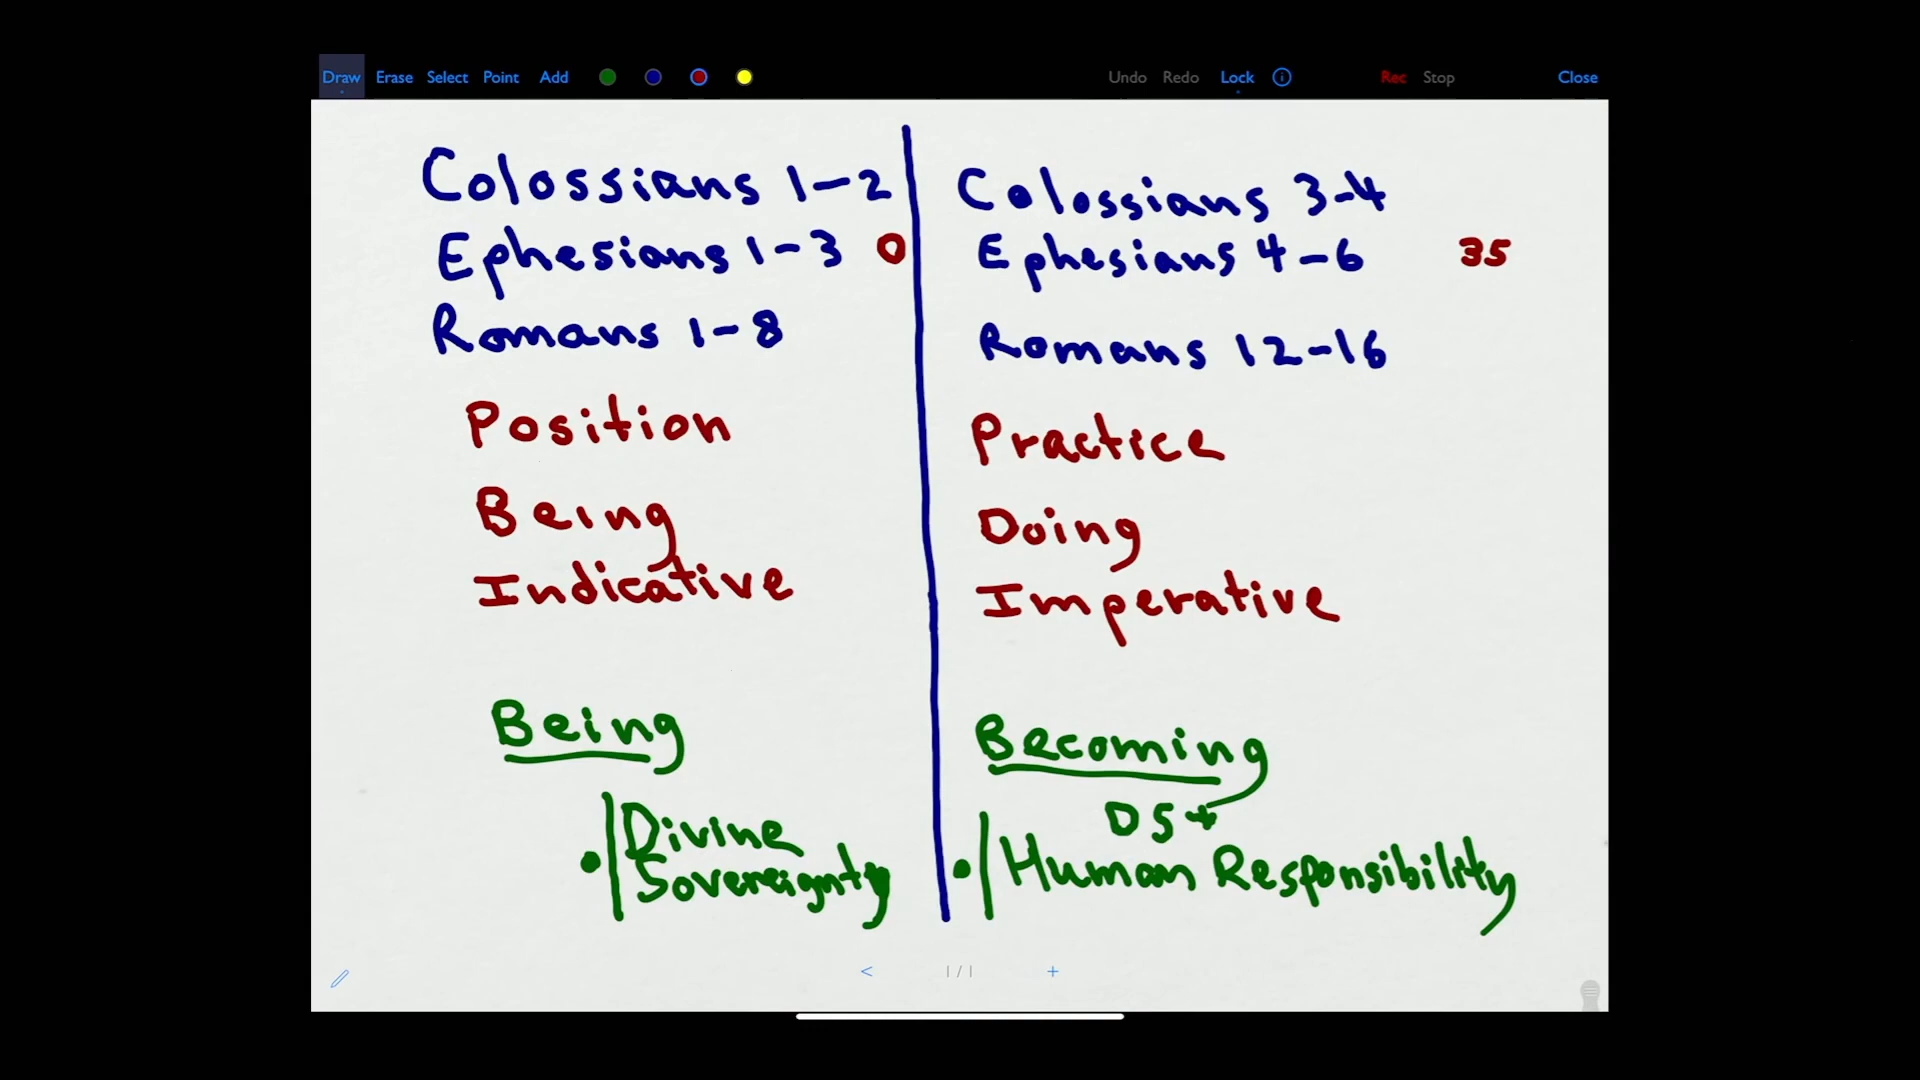 Draw Erase Select Point Add Undo Redo Lock Rec Stop Close
Colossians 1-2
Ephesians 1-3 0
Romans 1-8
Position
Being
Indicative
Being
• Divine
Sovereignty
Colossians 3-4
Ephesians 4-6 35
Romans 12-16
Practice
Doing
Imperative
Becoming
DS +
• Human Responsibility
< 1 / 1 +